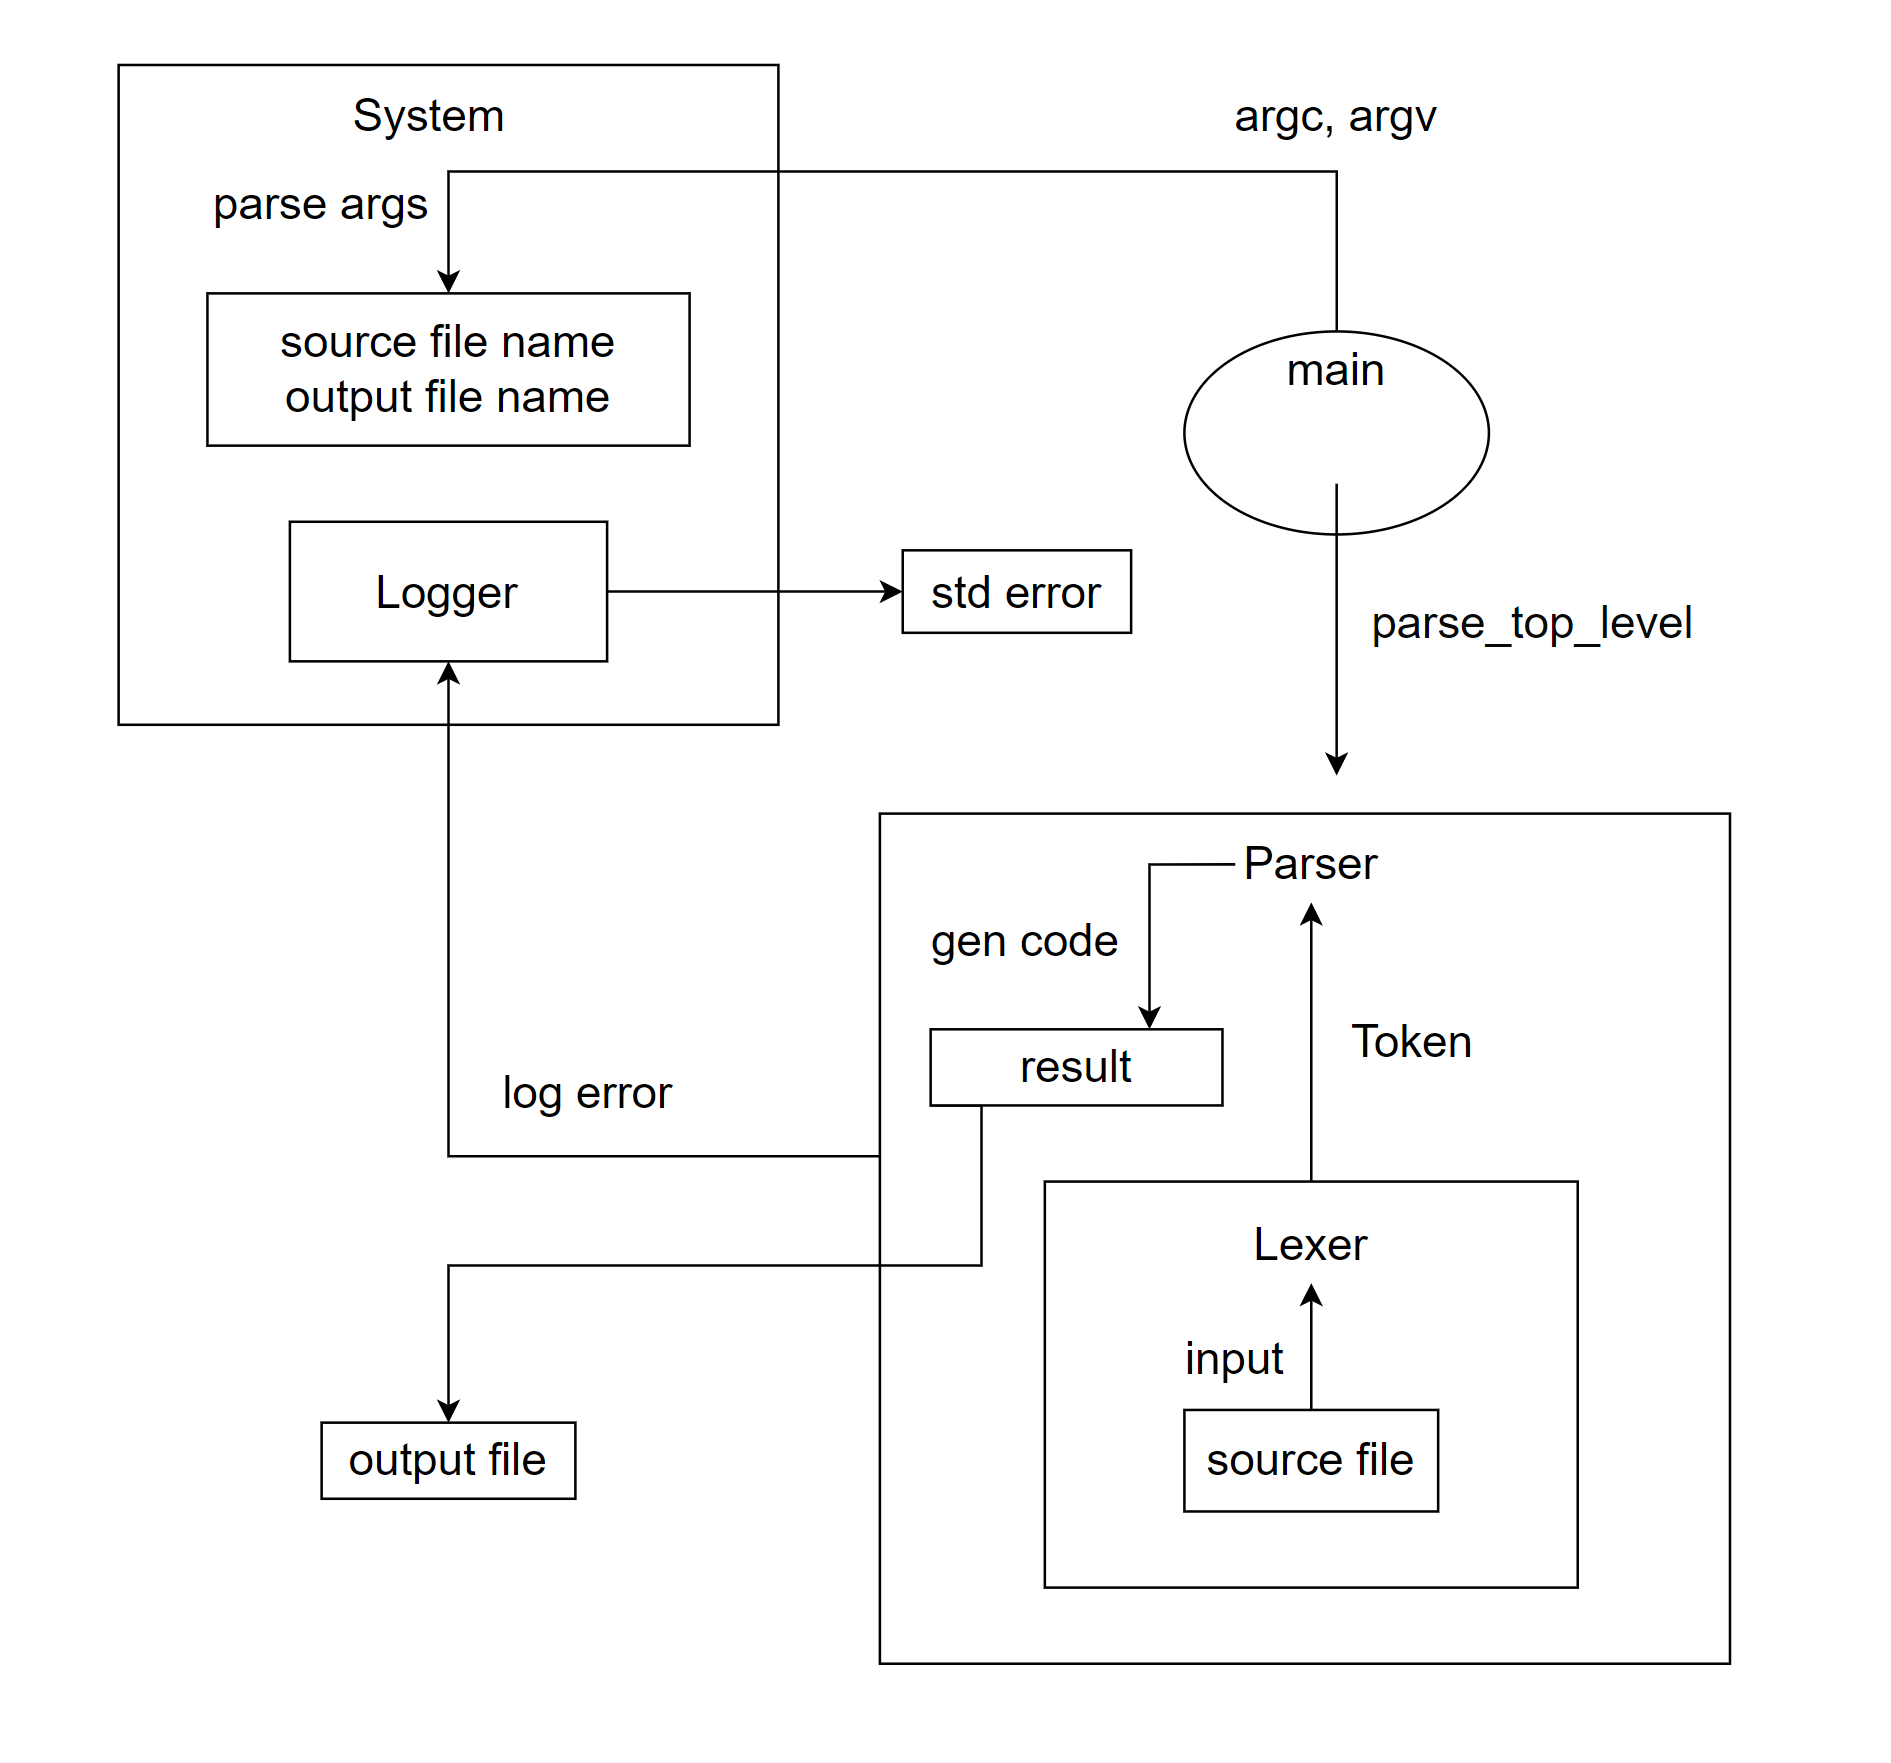 System
argc, argv
parse args
source file name
output file name
main
Logger
std error
parse_top_level
Parser
gen code
Token
result
log error
Lexer
input
output file
source file